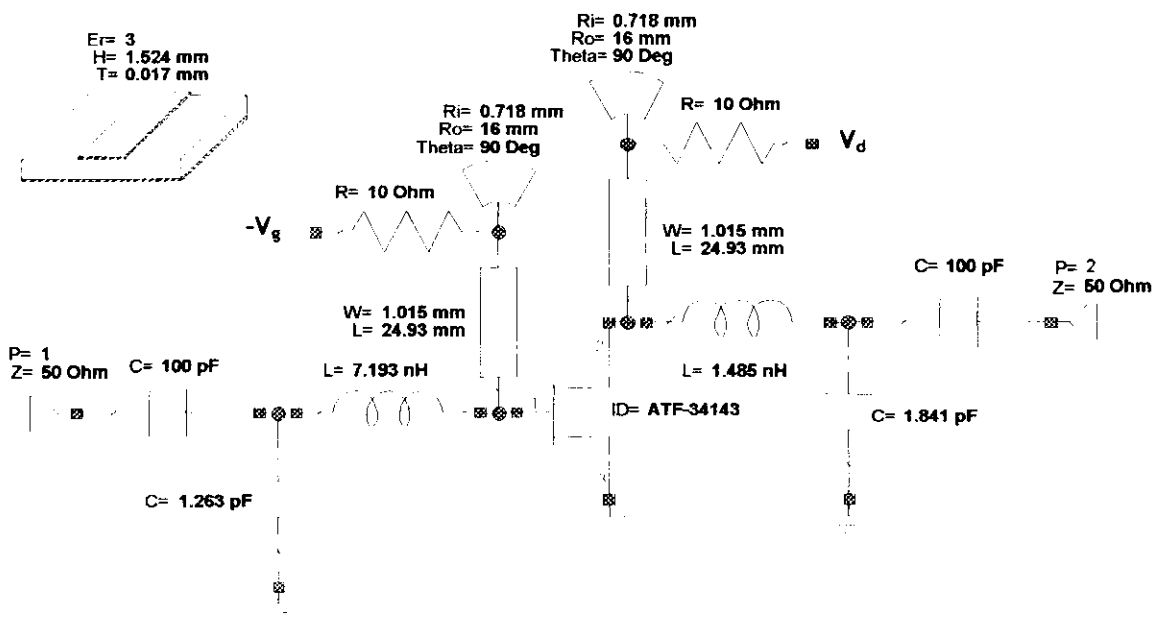 Er= 3
H= 1.524 mm
T= 0.017 mm
Ri= 0.718 mm
Ro= 16 mm
Theta= 90 Deg
Ri= 0.718 mm
Ro= 16 mm
Theta= 90 Deg
R= 10 Ohm
Vd
R= 10 Ohm
-Vg
W= 1.015 mm
L= 24.93 mm
C= 100 pF
P= 2
Z= 50 Ohm
W= 1.015 mm
L= 24.93 mm
P= 1
Z= 50 Ohm
C= 100 pF
L= 7.193 nH
L= 1.485 nH
1
ID= ATF-34143
C= 1.841 pF
C= 1.263 pF